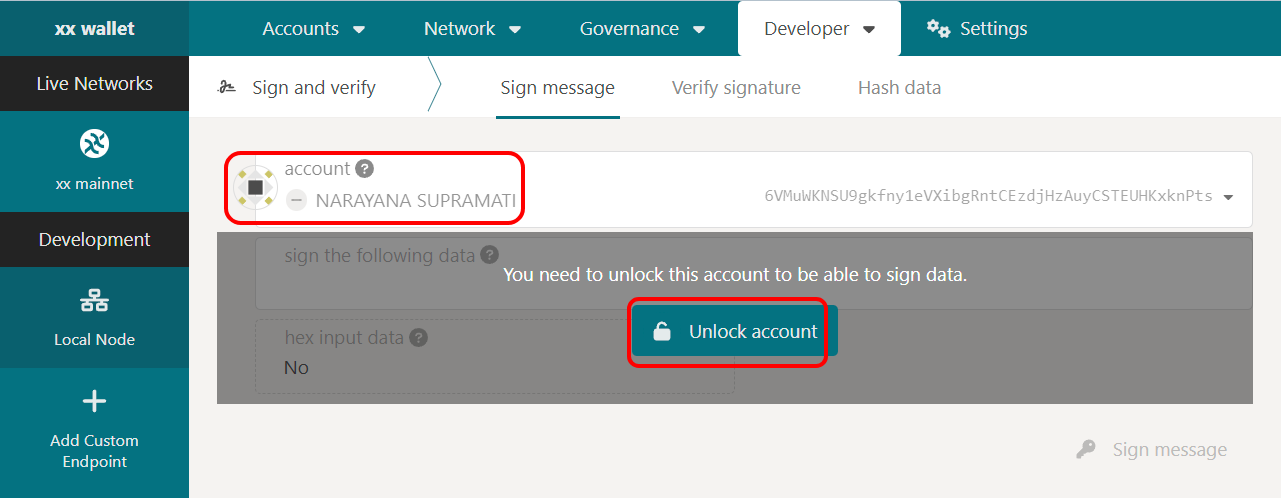 xx wallet
Accounts
Network
Governance
Developer
Settings
Live Networks
Sign and verify
Sign message
Verify signature
Hash data
xx mainnet
account ?
NARAYANA SUPRAMATI
6VMuWKNSU9gkfny1eVXibgRntCEzdjHzAuyCSTEUHKxknPts
Development
sign the following data ?
You need to unlock this account to be able to sign data.
Unlock account
Local Node
hex input data ?
No
Add Custom
Endpoint
Sign message